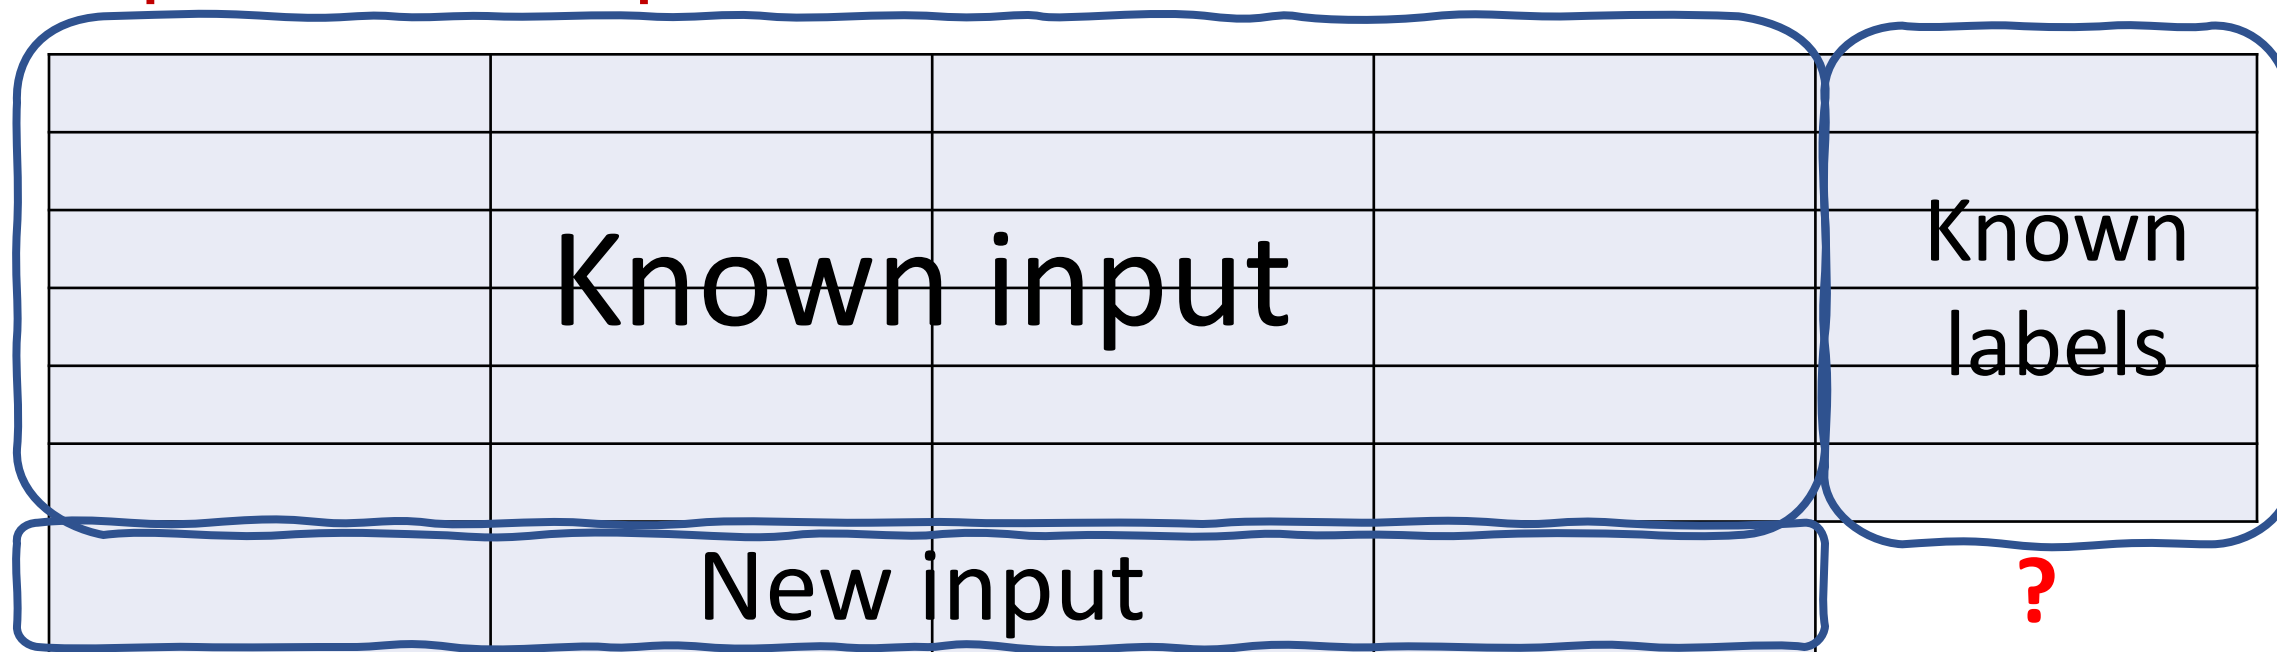 Known input
Known
labels
New input
?